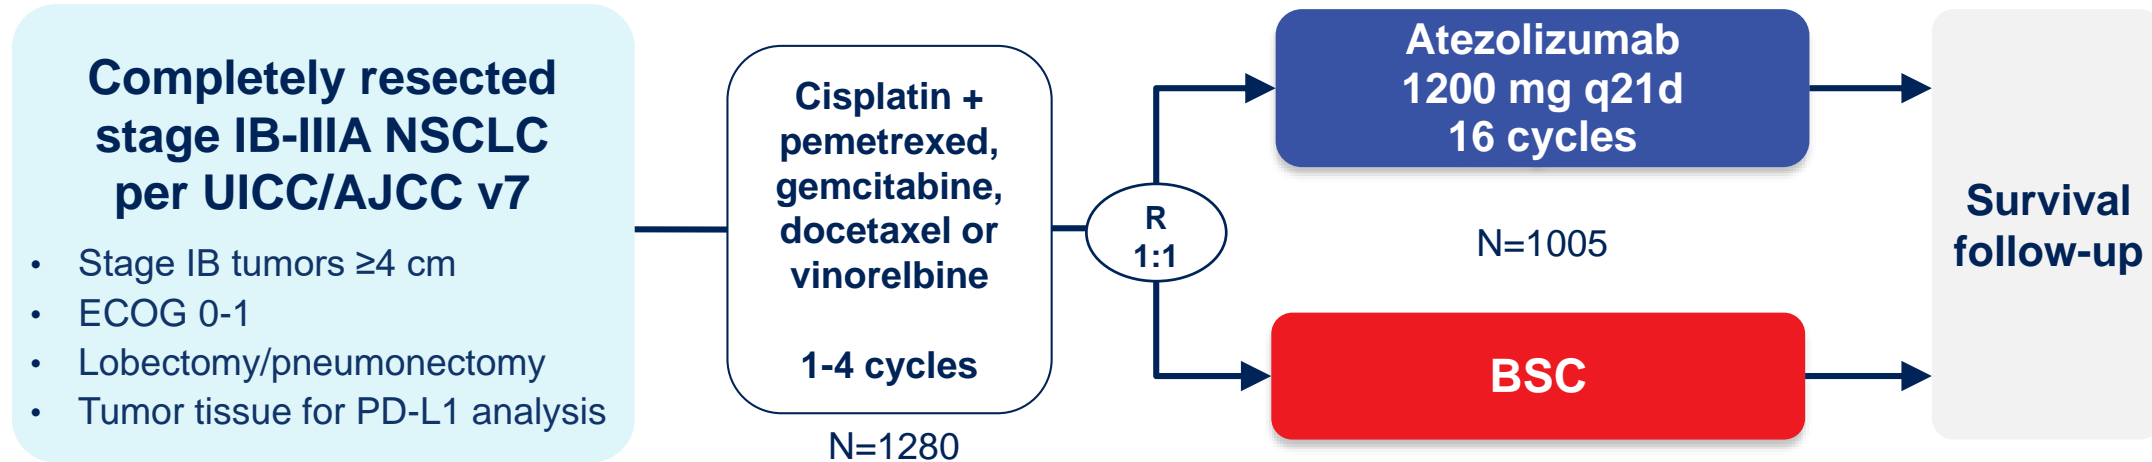 Completely resected
stage IB-IIIA NSCLC
per UICC/AJCC v7
• Stage IB tumors ≥4 cm
• ECOG 0-1
• Lobectomy/pneumonectomy
• Tumor tissue for PD-L1 analysis
Cisplatin +
pemetrexed,
gemcitabine,
docetaxel or
vinorelbine
1-4 cycles
N=1280
R
1:1
Atezolizumab
1200 mg q21d
16 cycles
N=1005
BSC
Survival
follow-up